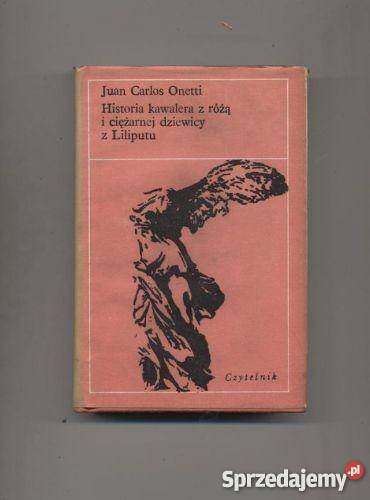 Juan Carlos Onetti
Historia kawalera z różą
i ciężarnej dziewicy
z Liliputu
Czytelnik
Sprzedajemy.pl